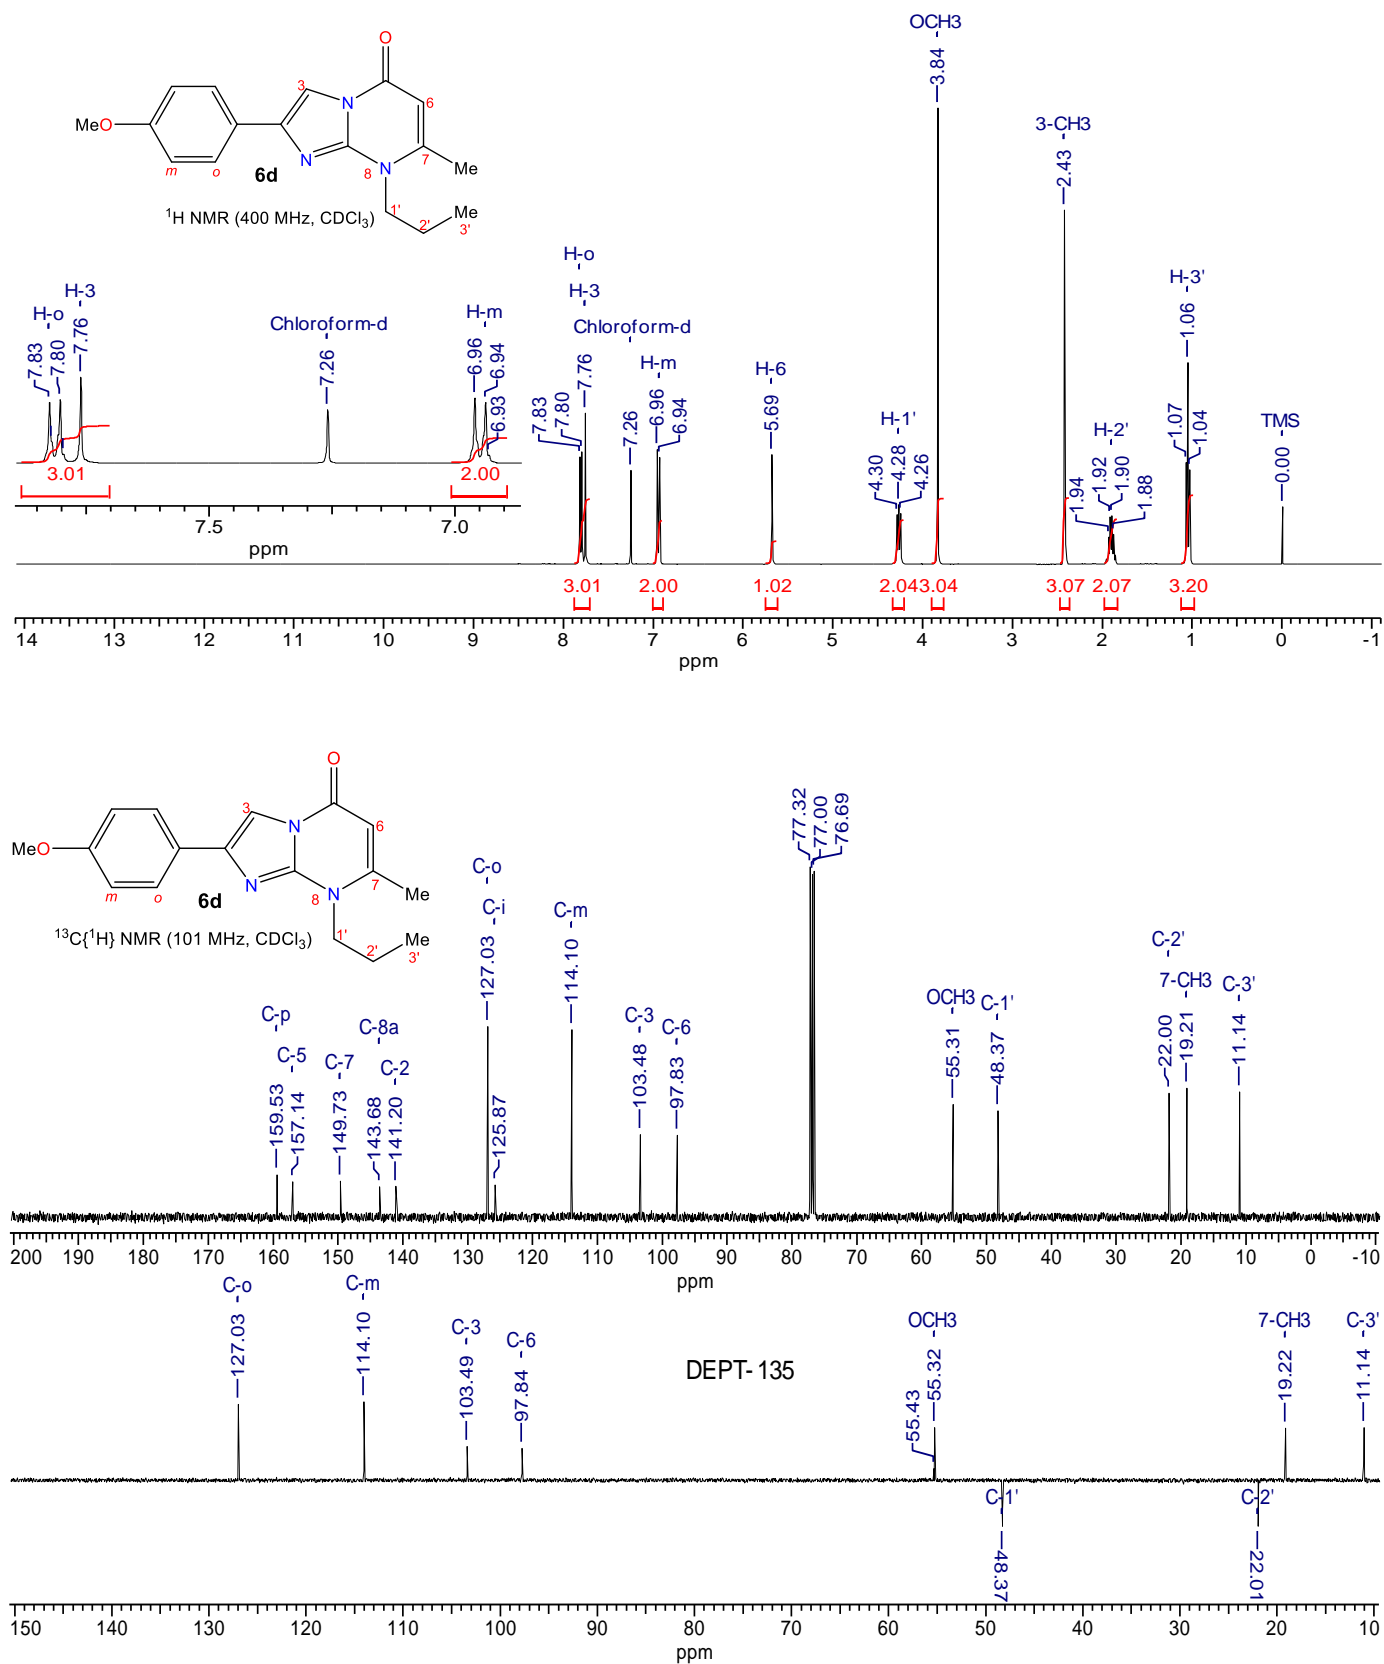 OCH3
3.84
O
3
N
6
MeO
N
7
Me
m
o
8
N
6d
1'
Me
2'
3'
¹H NMR (400 MHz, CDCl₃)
3-CH3
2.43
H-o
H-3
Chloroform-d
H-m
7.83
7.80
7.76
7.26
6.96
6.94
6.93
3.01
2.00
7.5
7.0
ppm
H-o
H-3
Chloroform-d
H-m
H-6
H-1'
H-2'
H-3'
TMS
7.83
7.80
7.76
7.26
6.96
6.94
5.69
4.30
4.28
4.26
1.94
1.92
1.90
1.88
1.07
1.06
1.04
0.00
3.01
2.00
1.02
2.04
3.04
3.07
2.07
3.20
14 13 12 11 10 9 8 7 6 5 4 3 2 1 0 -1
ppm
O
3
N
6
MeO
N
7
Me
m
o
8
N
6d
1'
Me
2'
3'
¹³C{¹H} NMR (101 MHz, CDCl₃)
C-p
C-5
C-7
C-8a
C-2
C-o
C-i
C-m
C-3
C-6
OCH3
C-1'
C-2'
7-CH3
C-3'
159.53
157.14
149.73
143.68
141.20
127.03
125.87
114.10
103.48
97.83
77.32
77.00
76.69
55.31
48.37
22.00
19.21
11.14
200 190 180 170 160 150 140 130 120 110 100 90 80 70 60 50 40 30 20 10 0 -10
ppm
C-o
C-m
C-3
C-6
DEPT-135
OCH3
7-CH3
C-3'
127.03
114.10
103.49
97.84
55.43
55.32
19.22
11.14
C-1'
C-2'
48.37
22.01
150 140 130 120 110 100 90 80 70 60 50 40 30 20 10
ppm